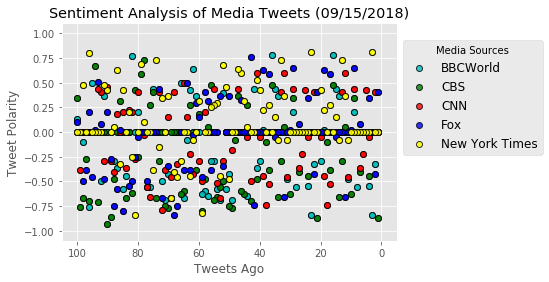 Sentiment Analysis of Media Tweets (09/15/2018)
1.00
0.75
0.50
0.25
0.00
−0.25
−0.50
−0.75
−1.00
Tweet Polarity
100
80
60
40
20
0
Tweets Ago
Media Sources
BBCWorld
CBS
CNN
Fox
New York Times